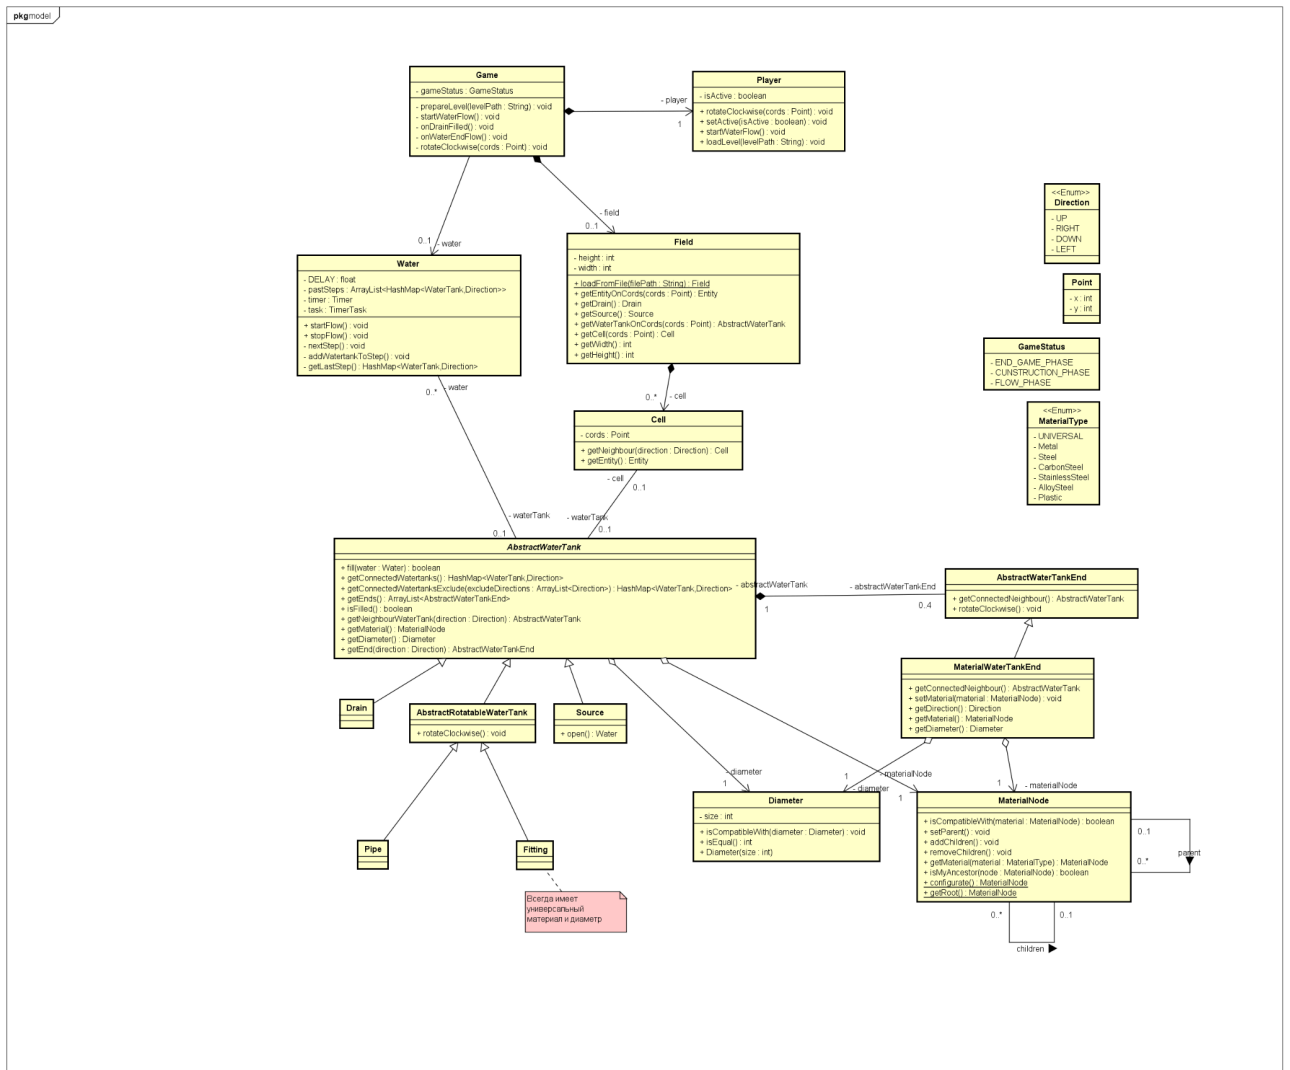 pkg model
Game
- gameStatus : GameStatus
- prepareLevel(levelPath : String) : void
- startWaterFlow() : void
- onDrainFilled() : void
- onWaterEndFlow() : void
- rotateClockwise(cords : Point) : void
- player
1
Player
- isActive : boolean
+ rotateClockwise(cords : Point) : void
+ setActive(isActive : boolean) : void
+ startWaterFlow() : void
+ loadLevel(levelPath : String) : void
<<Enum>>
Direction
- UP
- RIGHT
- DOWN
- LEFT
- field
0..1
0..1
- water
Water
- DELAY : float
- pastSteps : ArrayList<HashMap<WaterTank,Direction>>
- timer : Timer
- task : TimerTask
+ startFlow() : void
+ stopFlow() : void
- nextStep() : void
- addWatertankToStep() : void
- getLastStep() : HashMap<WaterTank,Direction>
Field
- height : int
- width : int
+ loadFromFile(filePath : String) : Field
+ getEntityOnCords(cords : Point) : Entity
+ getDrain() : Drain
+ getSource() : Source
+ getWaterTankOnCords(cords : Point) : AbstractWaterTank
+ getCell(cords : Point) : Cell
+ getWidth() : int
+ getHeight() : int
Point
- x : int
- y : int
GameStatus
- END_GAME_PHASE
- CUNSTRUCTION_PHASE
- FLOW_PHASE
0..*
- water
0..*
- cell
<<Enum>>
MaterialType
- UNIVERSAL
- Metal
- Steel
- CarbonSteel
- StainlessSteel
- AlloySteel
- Plastic
Cell
- cords : Point
+ getNeighbour(direction : Direction) : Cell
+ getEntity() : Entity
- cell
0..1
- waterTank
0..1
- waterTank
0..1
AbstractWaterTank
+ fill(water : Water) : boolean
+ getConnectedWatertanks() : HashMap<WaterTank,Direction>
+ getConnectedWatertanksExclude(excludeDirections : ArrayList<Direction>) : HashMap<WaterTank,Direction>
+ getEnds() : ArrayList<AbstractWaterTankEnd>
+ isFilled() : boolean
+ getNeighbourWaterTank(direction : Direction) : AbstractWaterTank
+ getMaterial() : MaterialNode
+ getDiameter() : Diameter
+ getEnd(direction : Direction) : AbstractWaterTankEnd
- abstractWaterTank
1
- abstractWaterTankEnd
0..4
AbstractWaterTankEnd
+ getConnectedNeighbour() : AbstractWaterTank
+ rotateClockwise() : void
MaterialWaterTankEnd
+ getConnectedNeighbour() : AbstractWaterTank
+ setMaterial(material : MaterialNode) : void
+ getDirection() : Direction
+ getMaterial() : MaterialNode
+ getDiameter() : Diameter
Drain
AbstractRotatableWaterTank
+ rotateClockwise() : void
Source
+ open() : Water
- diameter
1
1
- diameter
- materialNode
1
1
- materialNode
Diameter
- size : int
+ isCompatibleWith(diameter : Diameter) : void
+ isEqual() : int
+ Diameter(size : int)
MaterialNode
+ isCompatibleWith(material : MaterialNode) : boolean
+ setParent() : void
+ addChildren() : void
+ removeChildren() : void
+ getMaterial(material : MaterialType) : MaterialNode
+ isMyAncestor(node : MaterialNode) : boolean
+ configurate() : MaterialNode
+ getRoot() : MaterialNode
0..1
parent
0..*
0..*
0..1
children
Pipe
Fitting
Всегда имеет
универсальный
материал и диаметр